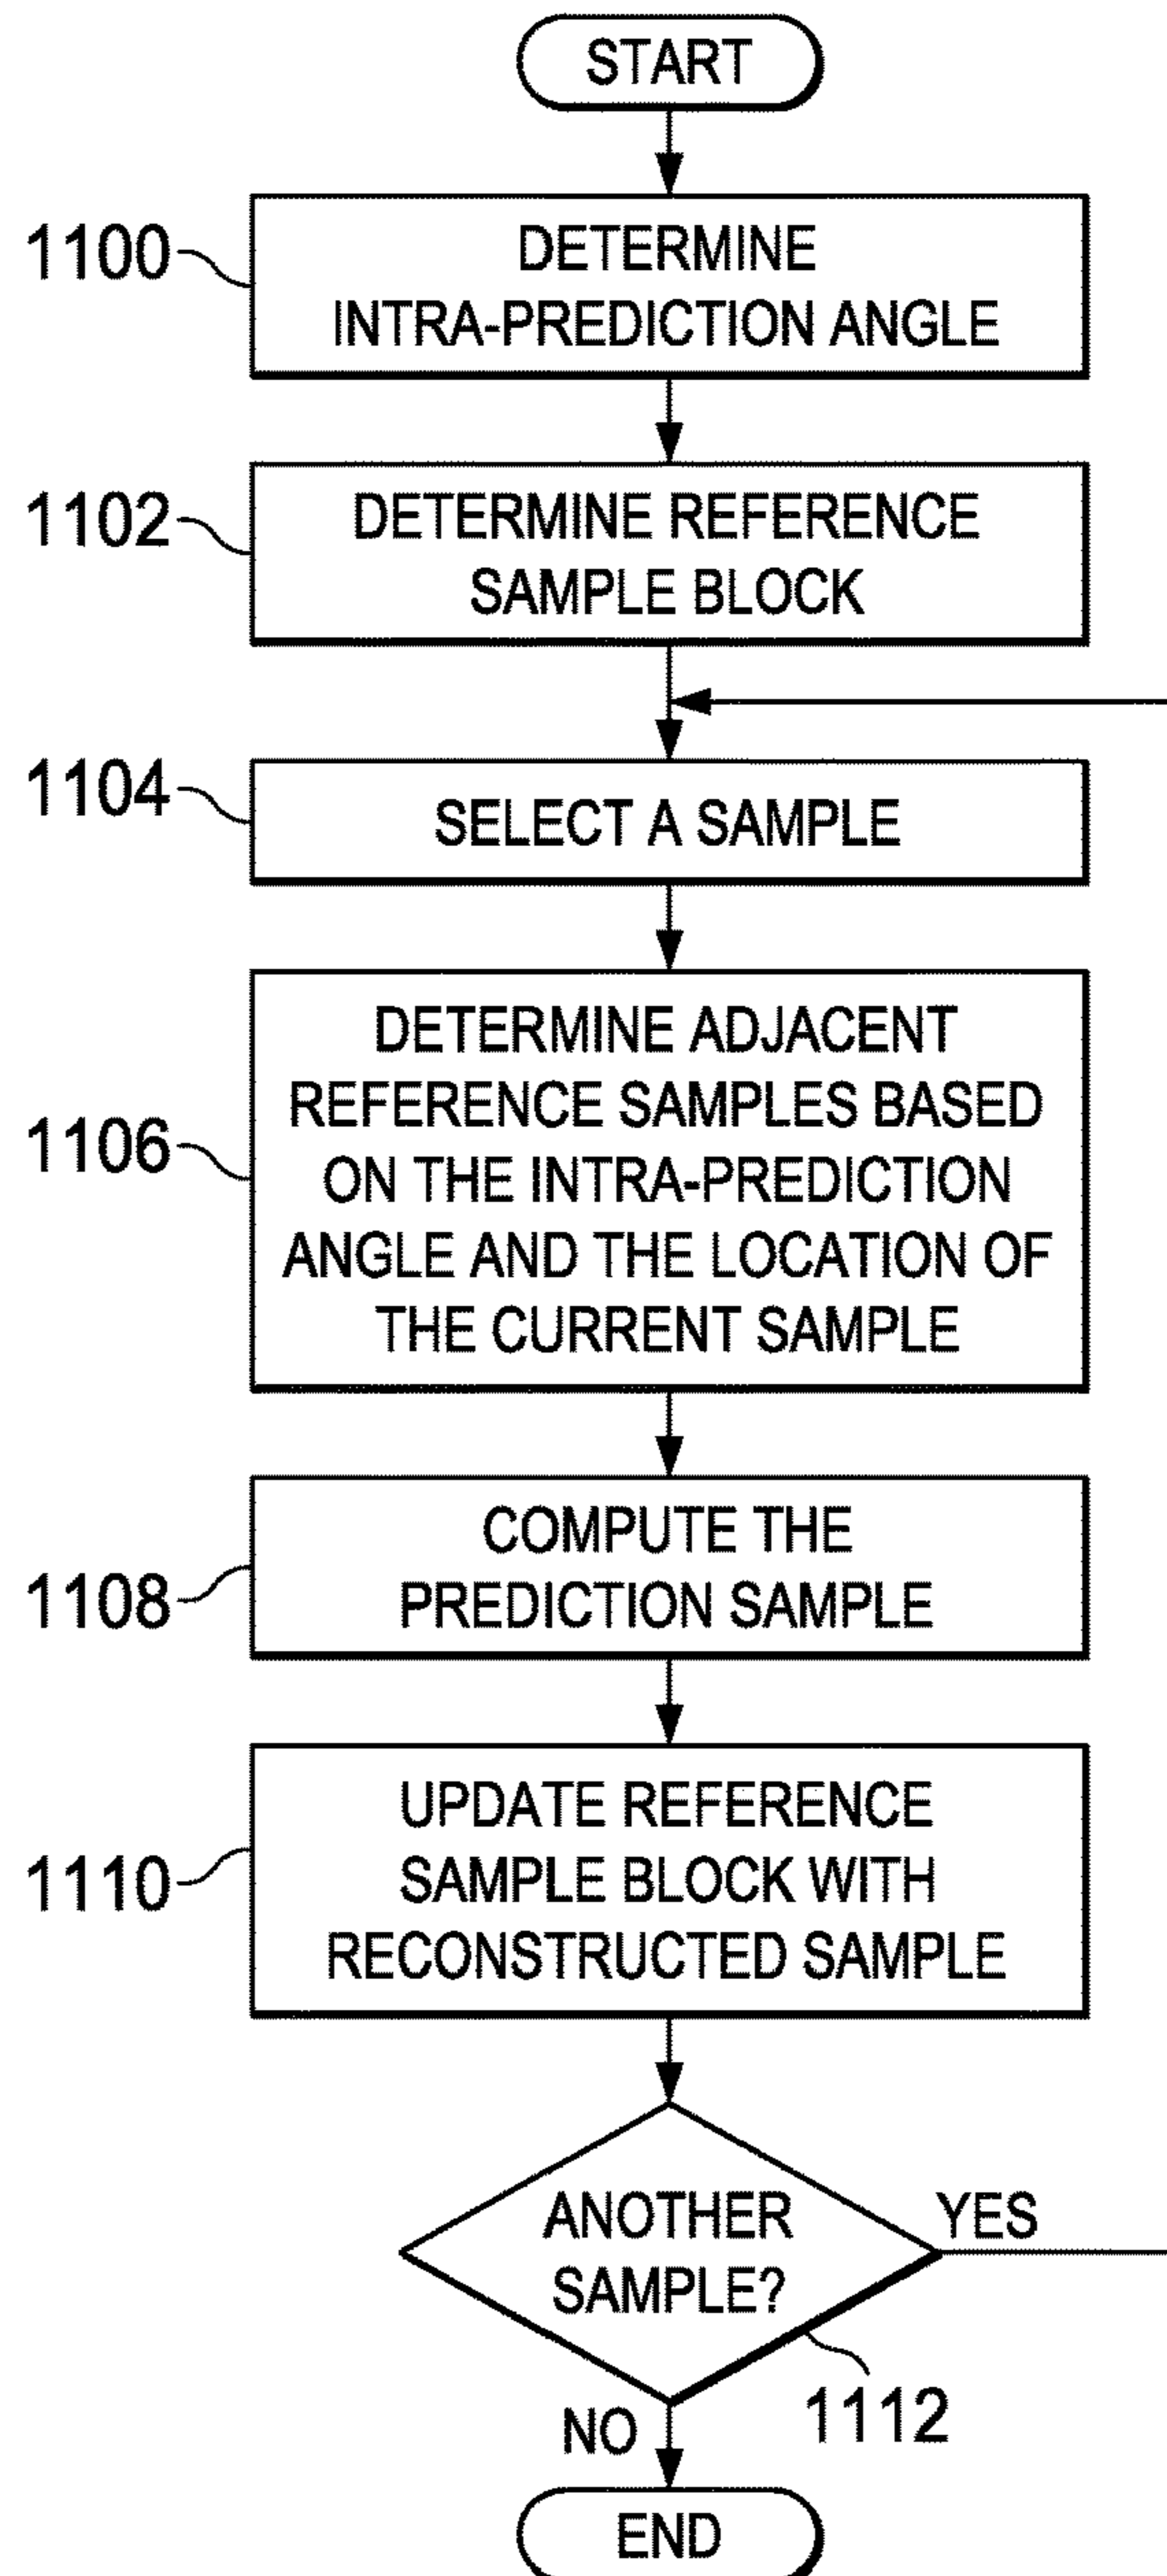 START
1100
DETERMINE
INTRA-PREDICTION ANGLE
1102
DETERMINE REFERENCE
SAMPLE BLOCK
1104
SELECT A SAMPLE
1106
DETERMINE ADJACENT
REFERENCE SAMPLES BASED
ON THE INTRA-PREDICTION
ANGLE AND THE LOCATION OF
THE CURRENT SAMPLE
1108
COMPUTE THE
PREDICTION SAMPLE
1110
UPDATE REFERENCE
SAMPLE BLOCK WITH
RECONSTRUCTED SAMPLE
ANOTHER
SAMPLE?
YES
1112
NO
END